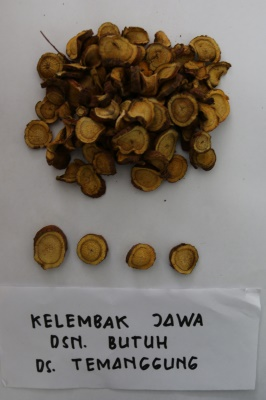 KELEMBAK JAWA
DSN. BUTUH
DS. TEMANGGUNG